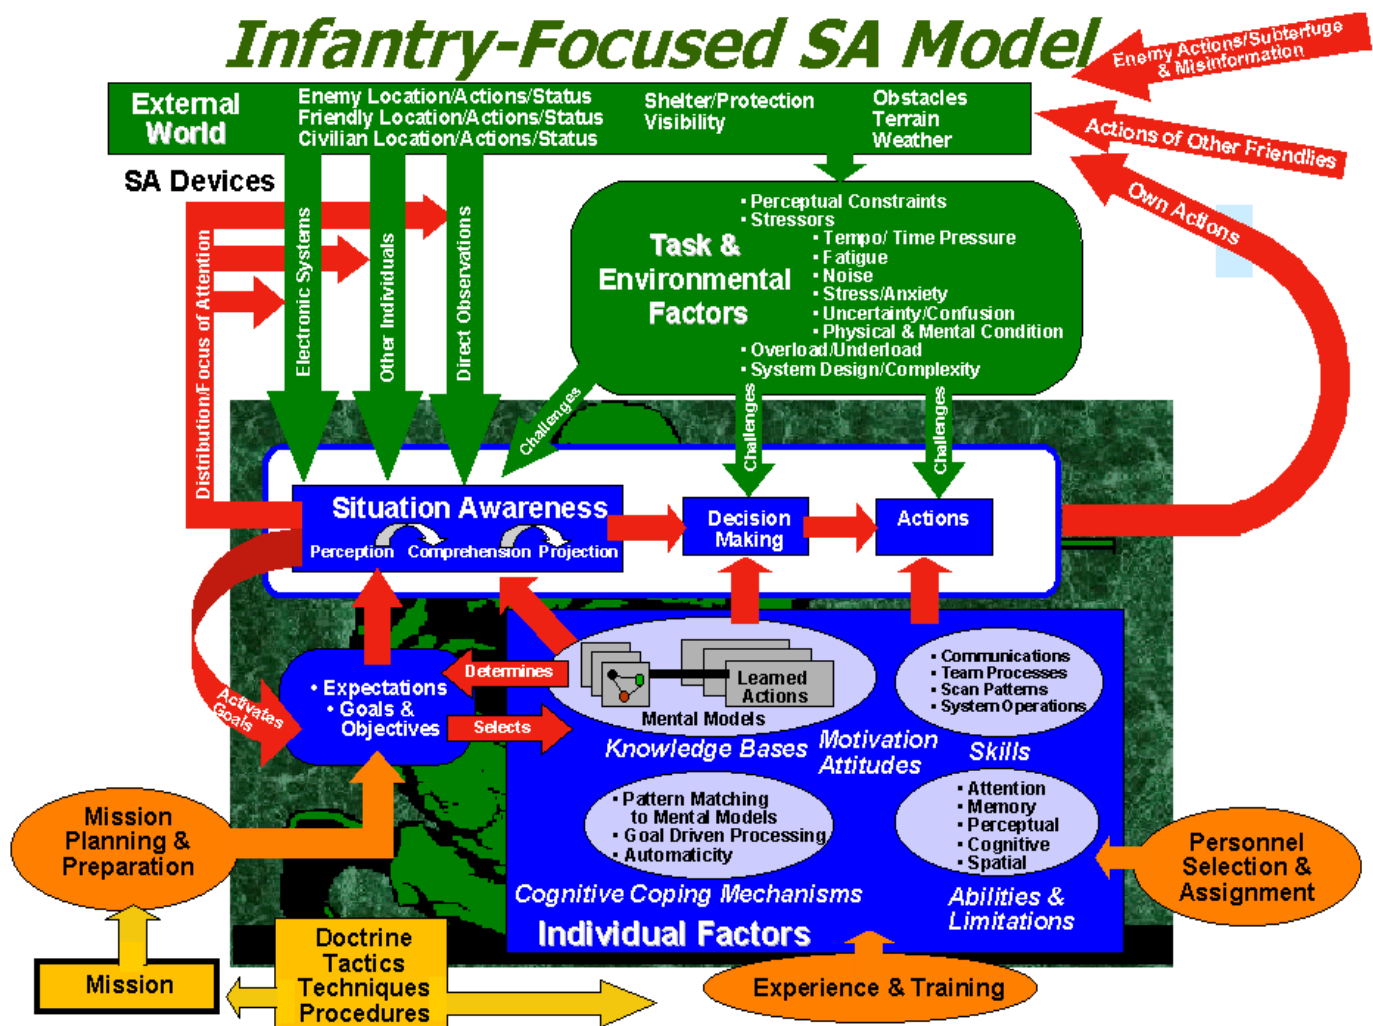 Infantry-Focused SA Model
Enemy Actions/Subterfuge
& Misinformation
External
World
Enemy Location/Actions/Status
Friendly Location/Actions/Status
Civilian Location/Actions/Status
Shelter/Protection
Visibility
Obstacles
Terrain
Weather
Actions of Other Friendlies
Own Actions
SA Devices
Distribution/Focus of Attention
Electronic Systems
Other Individuals
Direct Observations
Task &
Environmental
Factors
• Perceptual Constraints
• Stressors
• Tempo/ Time Pressure
• Fatigue
• Noise
• Stress/Anxiety
• Uncertainty/Confusion
• Physical & Mental Condition
• Overload/Underload
• System Design/Complexity
Challenges
Challenges
Challenges
Situation Awareness
Perception Comprehension Projection
Decision
Making
Actions
Activates
Goals
• Expectations
• Goals &
Objectives
Determines
Selects
Learned
Actions
Mental Models
Knowledge Bases
Motivation
Attitudes
• Communications
• Team Processes
• Scan Patterns
• System Operations
Skills
• Pattern Matching
to Mental Models
• Goal Driven Processing
• Automaticity
Cognitive Coping Mechanisms
• Attention
• Memory
• Perceptual
• Cognitive
• Spatial
Abilities &
Limitations
Individual Factors
Mission
Planning &
Preparation
Personnel
Selection &
Assignment
Mission
Doctrine
Tactics
Techniques
Procedures
Experience & Training